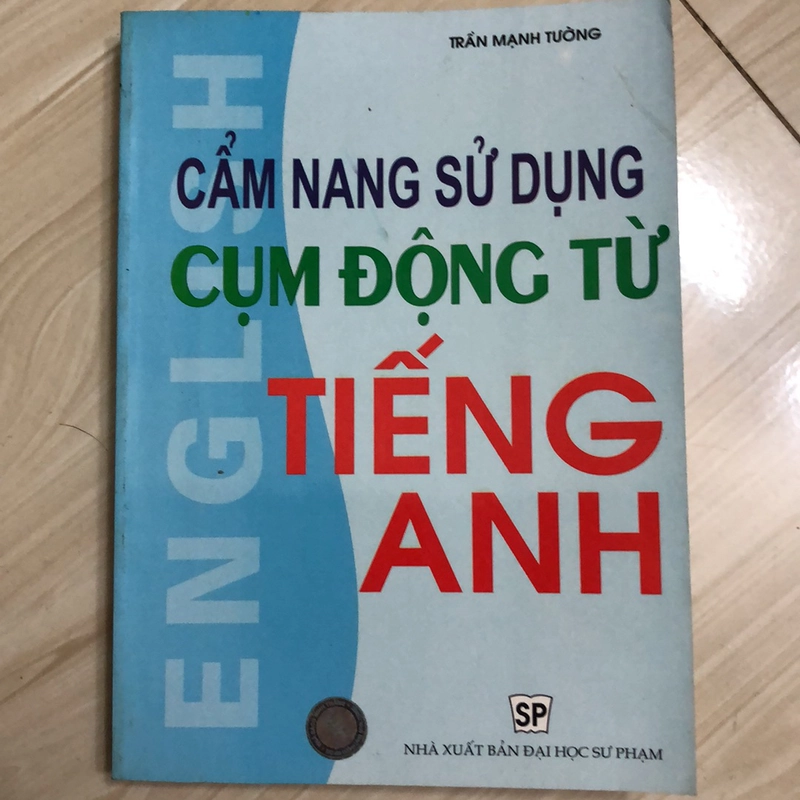 TRẦN MẠNH TƯỜNG
CẨM NANG SỬ DỤNG
CỤM ĐỘNG TỪ
TIẾNG
ANH
ENGLISH
SP
NHÀ XUẤT BẢN ĐẠI HỌC SƯ PHẠM